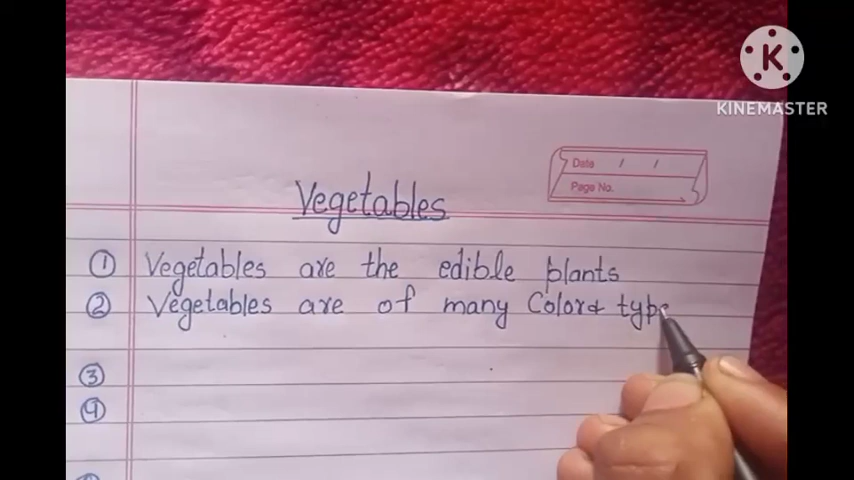 KINEMASTER
Date / /
Page No.
Vegetables
① Vegetables are the edible plants
② Vegetables are of many Color & type
③
④